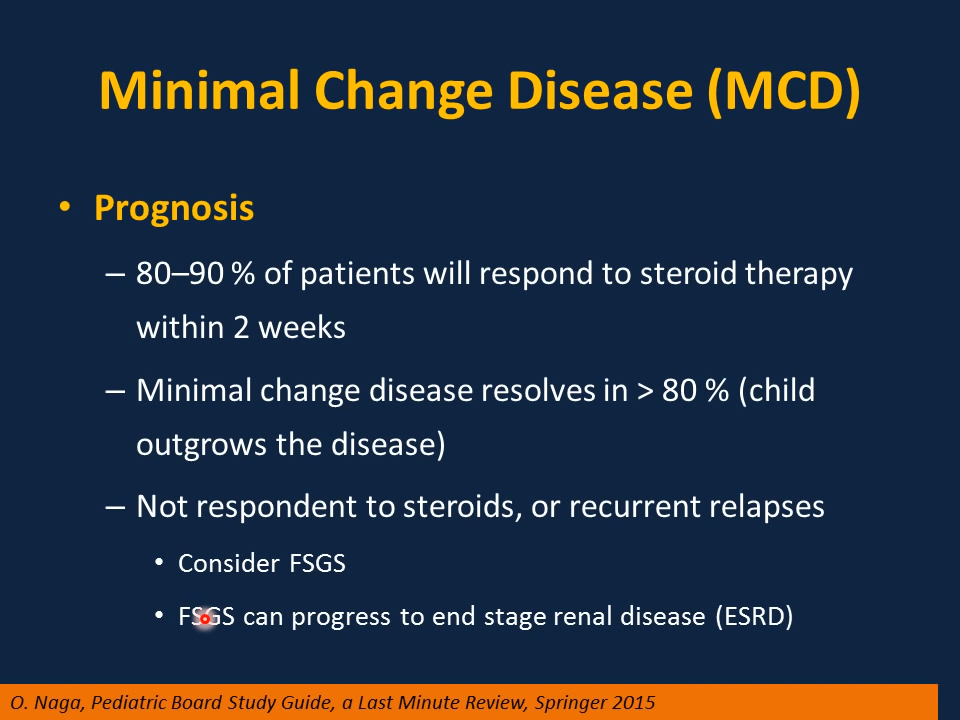 Minimal Change Disease (MCD)
• Prognosis
– 80–90 % of patients will respond to steroid therapy
within 2 weeks
– Minimal change disease resolves in > 80 % (child
outgrows the disease)
– Not respondent to steroids, or recurrent relapses
• Consider FSGS
• FSGS can progress to end stage renal disease (ESRD)
O. Naga, Pediatric Board Study Guide, a Last Minute Review, Springer 2015